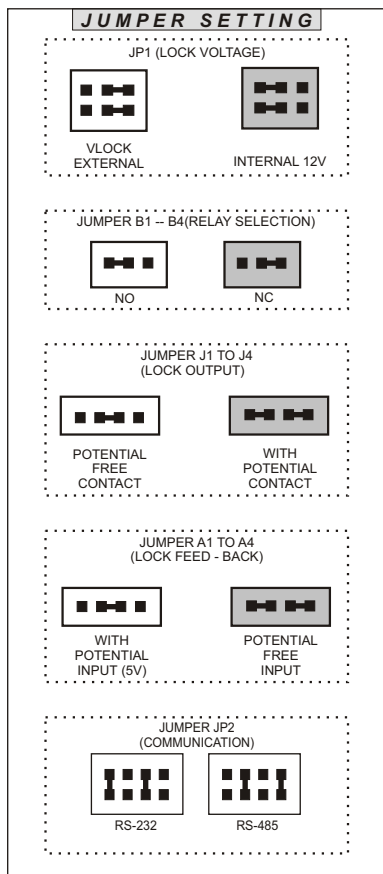 JUMPER SETTING
JP1 (LOCK VOLTAGE)
VLOCK
EXTERNAL
INTERNAL 12V
JUMPER B1 -- B4(RELAY SELECTION)
NO
NC
JUMPER J1 TO J4
(LOCK OUTPUT)
POTENTIAL
FREE
CONTACT
WITH
POTENTIAL
CONTACT
JUMPER A1 TO A4
(LOCK FEED - BACK)
WITH
POTENTIAL
INPUT (5V)
POTENTIAL
FREE
INPUT
JUMPER JP2
(COMMUNICATION)
RS-232
RS-485